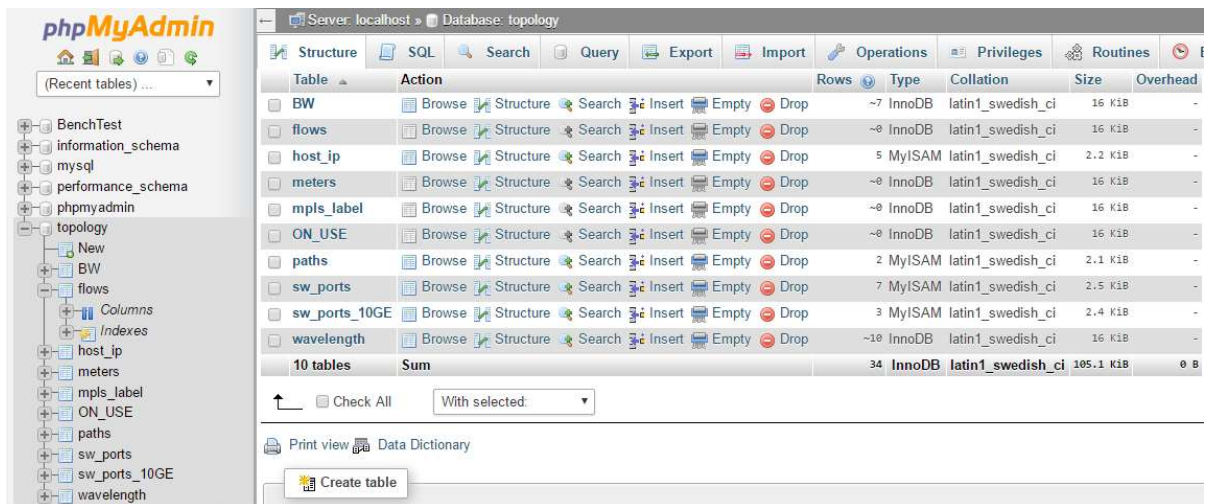 phpMyAdmin
(Recent tables) ...
BenchTest
information_schema
mysql
performance_schema
phpmyadmin
topology
New
BW
flows
Columns
Indexes
host_ip
meters
mpls_label
ON_USE
paths
sw_ports
sw_ports_10GE
wavelength
Server: localhost » Database: topology
Structure SQL Search Query Export Import Operations Privileges Routines
Table Action Rows Type Collation Size Overhead
BW Browse Structure Search Insert Empty Drop ~7 InnoDB latin1_swedish_ci 16 KiB -
flows Browse Structure Search Insert Empty Drop ~0 InnoDB latin1_swedish_ci 16 KiB -
host_ip Browse Structure Search Insert Empty Drop 5 MyISAM latin1_swedish_ci 2.2 KiB -
meters Browse Structure Search Insert Empty Drop ~0 InnoDB latin1_swedish_ci 16 KiB -
mpls_label Browse Structure Search Insert Empty Drop ~0 InnoDB latin1_swedish_ci 16 KiB -
ON_USE Browse Structure Search Insert Empty Drop ~0 InnoDB latin1_swedish_ci 16 KiB -
paths Browse Structure Search Insert Empty Drop 2 MyISAM latin1_swedish_ci 2.1 KiB -
sw_ports Browse Structure Search Insert Empty Drop 7 MyISAM latin1_swedish_ci 2.5 KiB -
sw_ports_10GE Browse Structure Search Insert Empty Drop 3 MyISAM latin1_swedish_ci 2.4 KiB -
wavelength Browse Structure Search Insert Empty Drop ~10 InnoDB latin1_swedish_ci 16 KiB -
10 tables Sum 34 InnoDB latin1_swedish_ci 105.1 KiB 0 B
Check All With selected:
Print view Data Dictionary
Create table